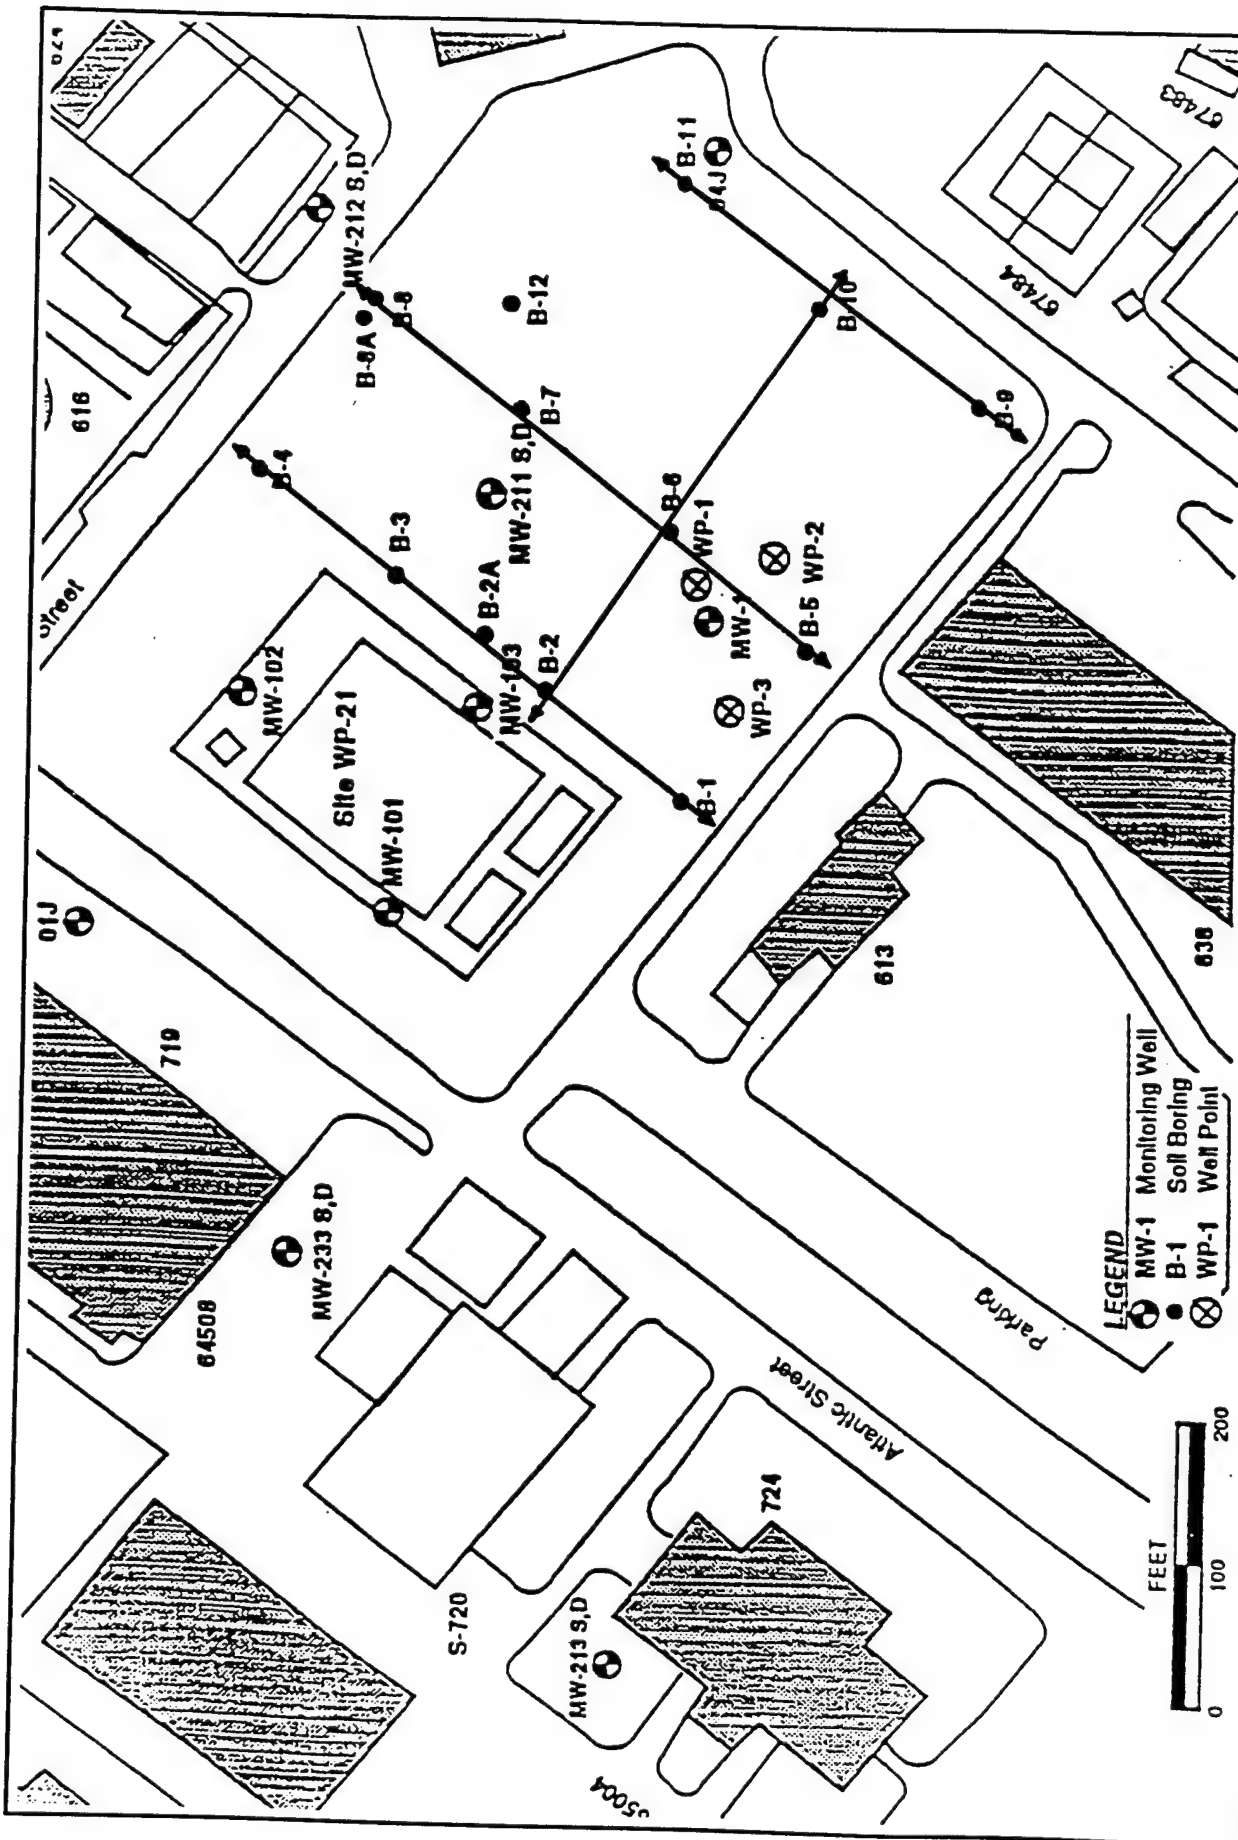 616
Street
B-4
B-3
B-2A
B-2
B-1
MW-212 S,D
B-8A
B-8
B-12
B-7
MW-211 S,D
B-6
WP-1
MW-1
WP-2
B-5
WP-3
B-11
04J
B-10
B-9
67483
67484
MW-102
MW-103
Site WP-21
MW-101
01J
719
64508
MW-233 S,D
613
638
S-720
MW-213 S,D
724
Atlantic Street
Parking
LEGEND
MW-1 Monitoring Well
B-1 Soil Boring
WP-1 Well Point
FEET
0 100 200